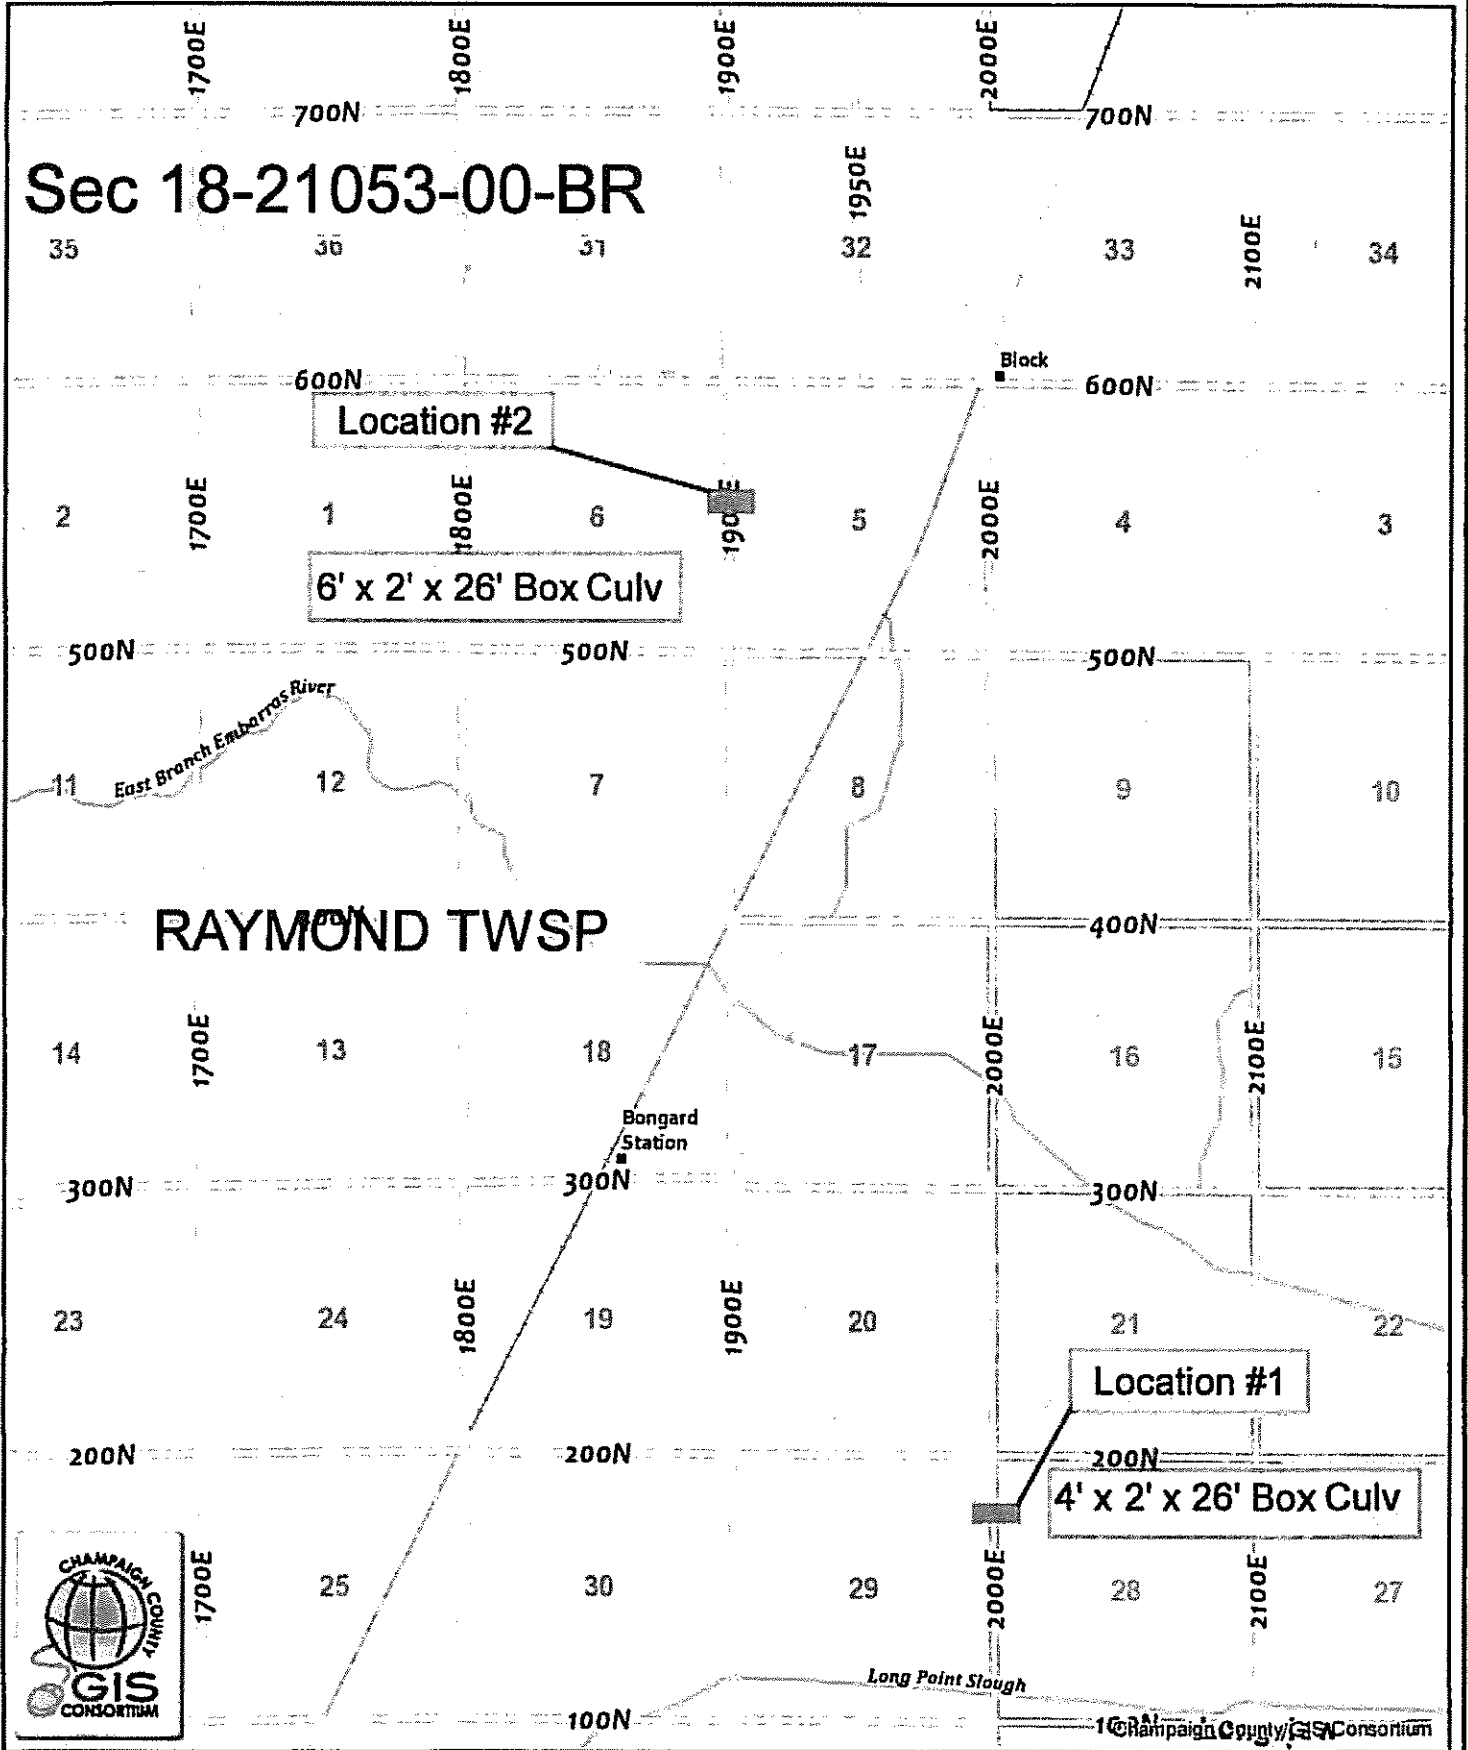 1700E
1800E
1900E
2000E
700N
700N
Sec 18-21053-00-BR
1950E
2100E
35
36
31
32
33
34
Block
600N
600N
Location #2
1700E
1800E
2000E
2
1
6
5
4
3
6' x 2' x 26' Box Culv
500N
500N
500N
East Branch Embarras River
11
12
7
8
9
10
RAYMOND TWSP
400N
1700E
2000E
2100E
14
13
18
17
16
15
Bongard
Station
300N
300N
300N
1800E
1900E
23
24
19
20
21
22
Location #1
200N
200N
200N
4' x 2' x 26' Box Culv
1700E
2000E
2100E
25
30
29
28
27
CHAMPAIGN COUNTY
GIS
CONSORTIUM
Long Point Slough
100N
Champaign County GIS Consortium